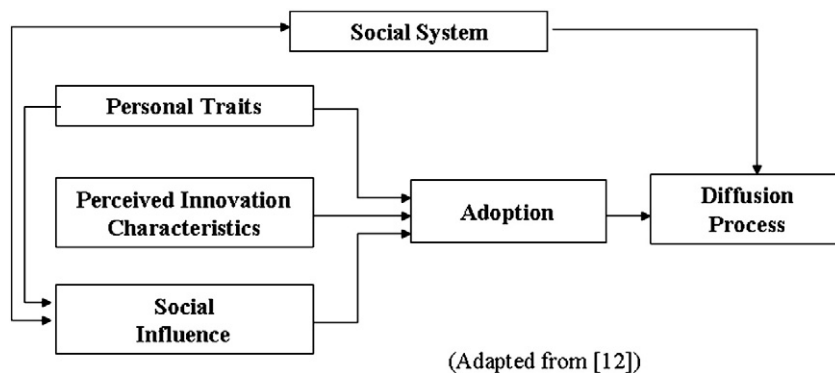 Social System
Personal Traits
Perceived Innovation
Characteristics
Adoption
Diffusion
Process
Social
Influence
(Adapted from [12])